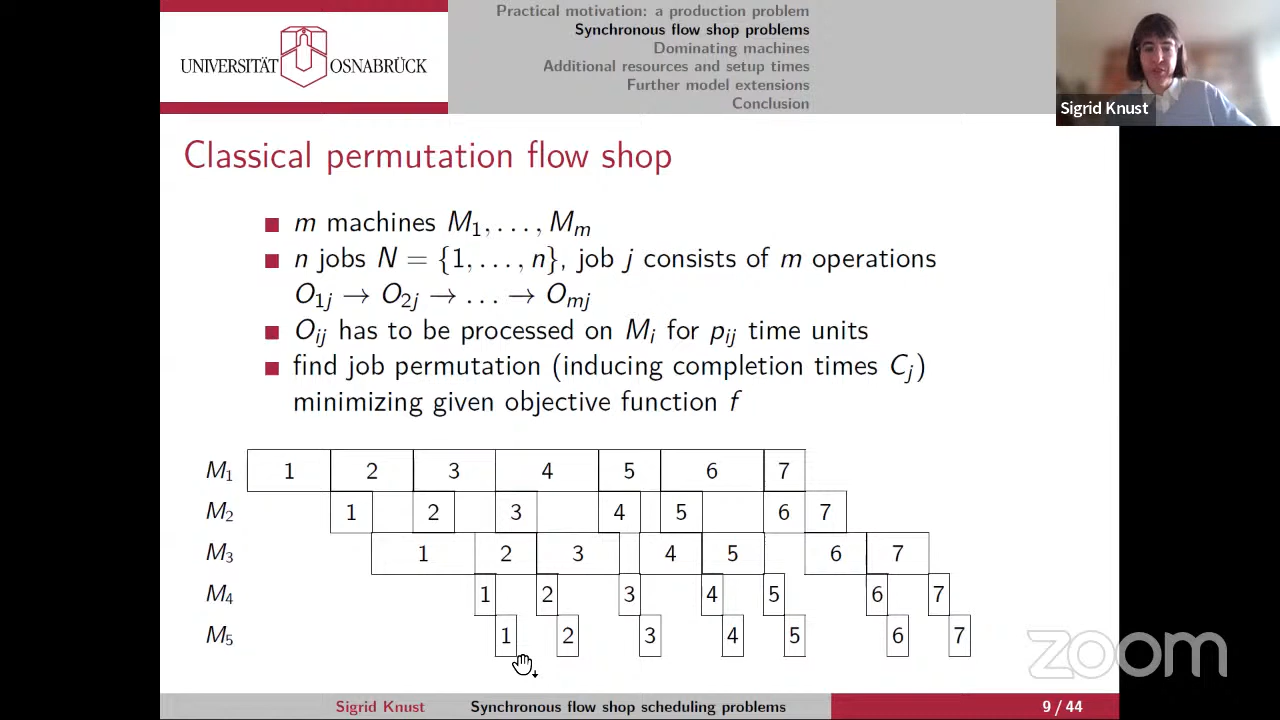 UNIVERSITÄT OSNABRÜCK
Practical motivation: a production problem
Synchronous flow shop problems
Dominating machines
Additional resources and setup times
Further model extensions
Conclusion
Sigrid Knust
Classical permutation flow shop
m machines M₁, . . . , Mₘ
n jobs N = {1, . . . , n}, job j consists of m operations
O₁ⱼ → O₂ⱼ → . . . → Oₘⱼ
Oᵢⱼ has to be processed on Mᵢ for pᵢⱼ time units
find job permutation (inducing completion times Cⱼ)
minimizing given objective function f
M₁ 1 2 3 4 5 6 7
M₂ 1 2 3 4 5 6 7
M₃ 1 2 3 4 5 6 7
M₄ 1 2 3 4 5 6 7
M₅ 1 2 3 4 5 6 7
zoom
Sigrid Knust Synchronous flow shop scheduling problems 9 / 44